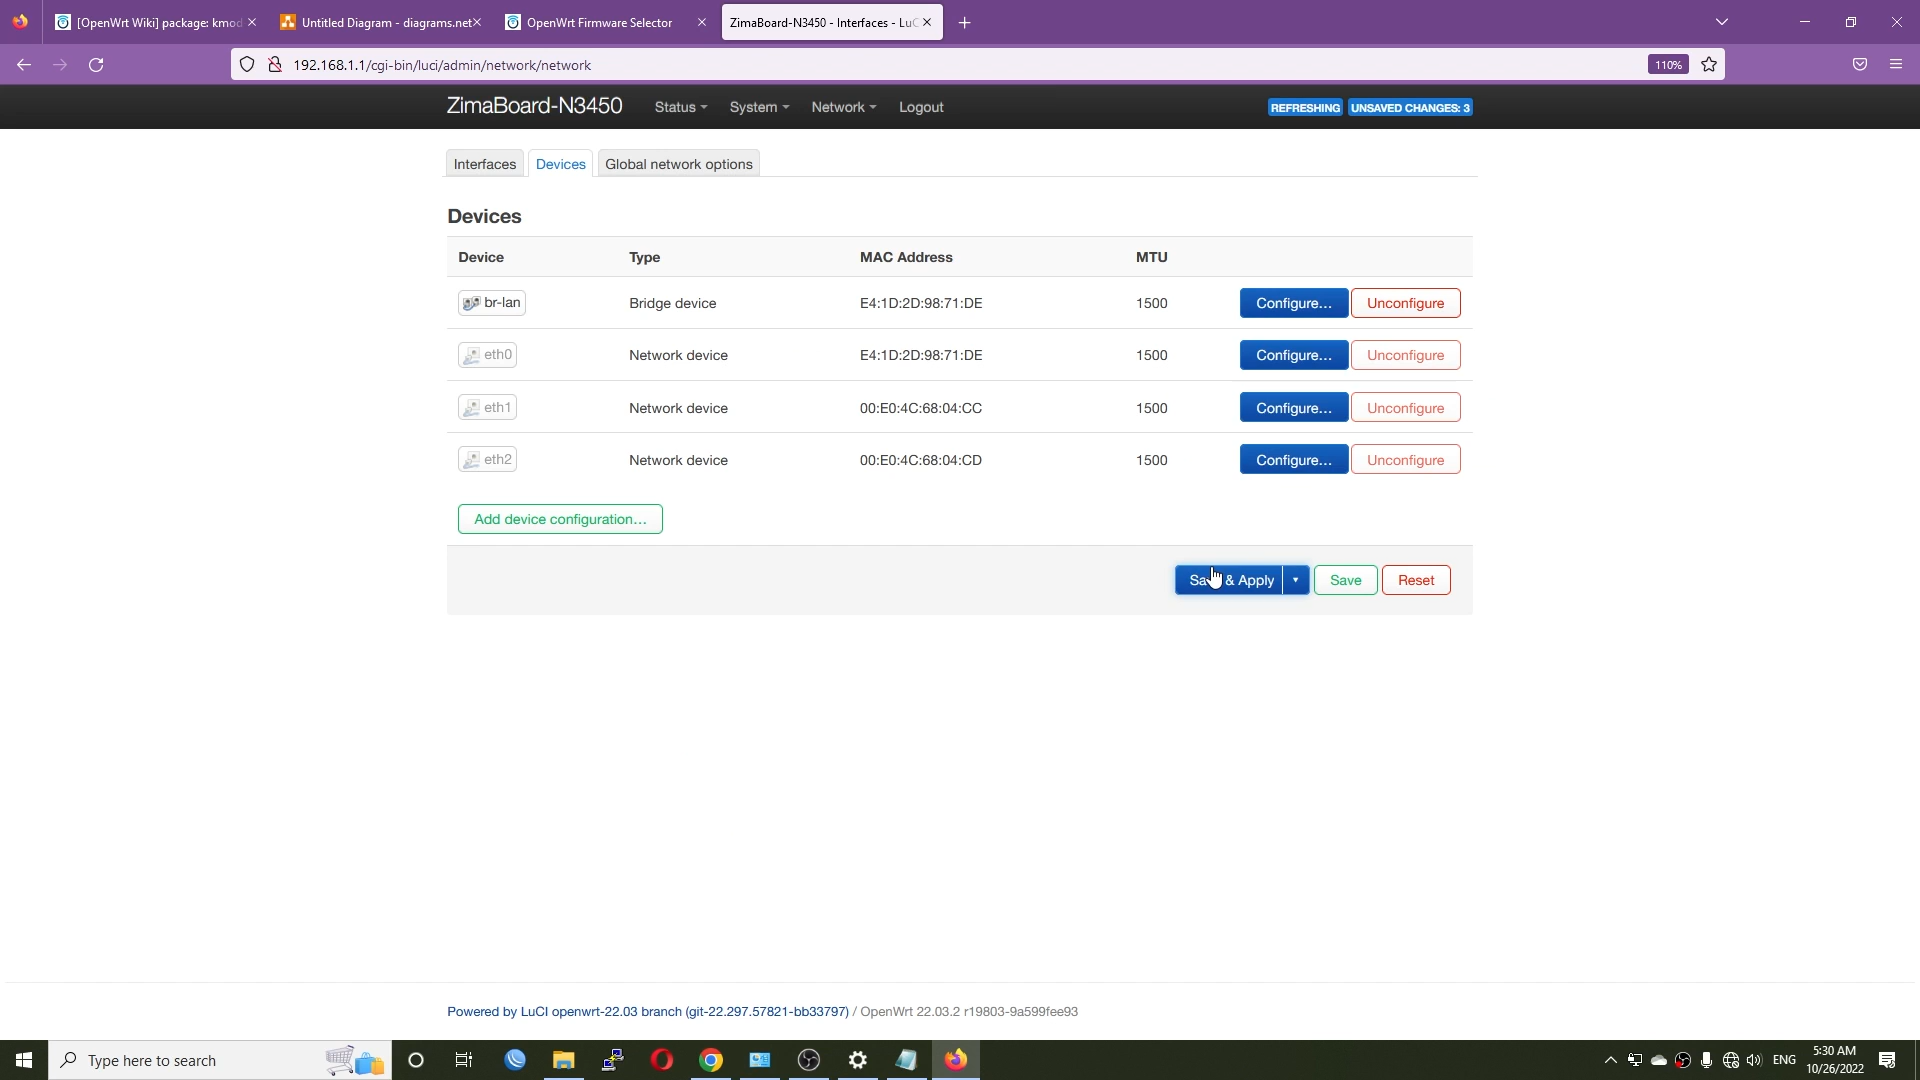 [OpenWrt Wiki] package: kmod
Untitled Diagram - diagrams.net
OpenWrt Firmware Selector
ZimaBoard-N3450 - Interfaces - LuC
192.168.1.1/cgi-bin/luci/admin/network/network
110%
ZimaBoard-N3450
Status
System
Network
Logout
REFRESHING
UNSAVED CHANGES: 3
Interfaces
Devices
Global network options
Devices
Device Type MAC Address MTU
br-lan Bridge device E4:1D:2D:98:71:DE 1500 Configure… Unconfigure
eth0 Network device E4:1D:2D:98:71:DE 1500 Configure… Unconfigure
eth1 Network device 00:E0:4C:68:04:CC 1500 Configure… Unconfigure
eth2 Network device 00:E0:4C:68:04:CD 1500 Configure… Unconfigure
Add device configuration…
Save & Apply Save Reset
Powered by LuCI openwrt-22.03 branch (git-22.297.57821-bb33797) / OpenWrt 22.03.2 r19803-9a599fee93
Type here to search
ENG
5:30 AM
10/26/2022